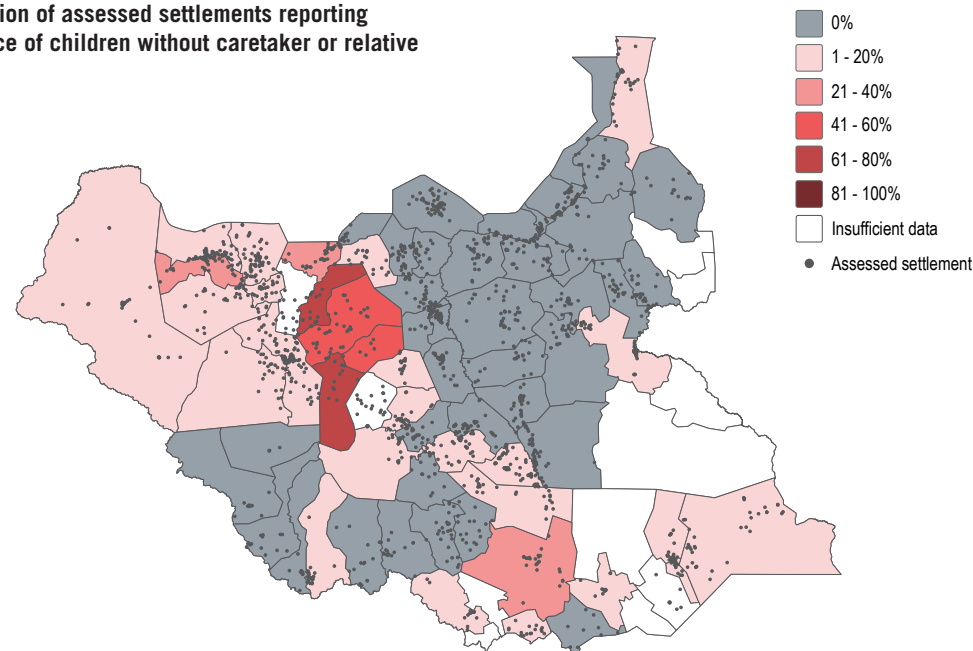 ion of assessed settlements reporting
ce of children without caretaker or relative
0%
1 - 20%
21 - 40%
41 - 60%
61 - 80%
81 - 100%
Insufficient data
Assessed settlement